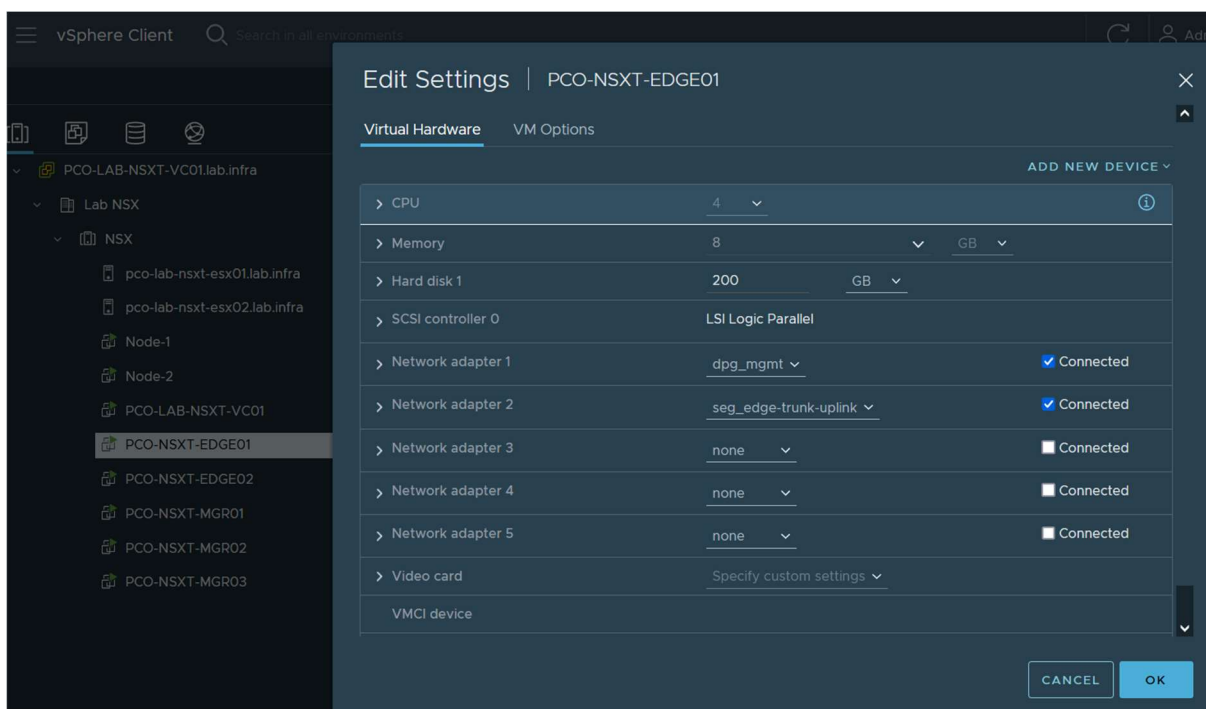 vSphere Client
Search in all environments
Edit Settings | PCO-NSXT-EDGE01
Virtual Hardware VM Options
ADD NEW DEVICE
PCO-LAB-NSXT-VC01.lab.infra
Lab NSX
NSX
pco-lab-nsxt-esx01.lab.infra
pco-lab-nsxt-esx02.lab.infra
Node-1
Node-2
PCO-LAB-NSXT-VC01
PCO-NSXT-EDGE01
PCO-NSXT-EDGE02
PCO-NSXT-MGR01
PCO-NSXT-MGR02
PCO-NSXT-MGR03
CPU 4
Memory 8 GB
Hard disk 1 200 GB
SCSI controller 0 LSI Logic Parallel
Network adapter 1 dpg_mgmt Connected
Network adapter 2 seg_edge-trunk-uplink Connected
Network adapter 3 none Connected
Network adapter 4 none Connected
Network adapter 5 none Connected
Video card Specify custom settings
VMCI device
CANCEL OK